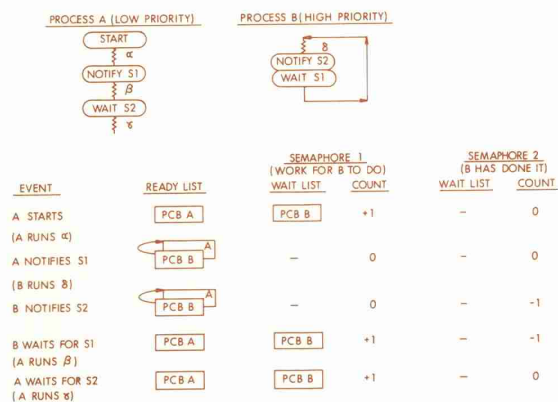 PROCESS A (LOW PRIORITY)
PROCESS B (HIGH PRIORITY)
START
α
NOTIFY S1
β
WAIT S2
γ
δ
NOTIFY S2
WAIT S1
SEMAPHORE 1
(WORK FOR B TO DO)
SEMAPHORE 2
(B HAS DONE IT)
EVENT READY LIST WAIT LIST COUNT WAIT LIST COUNT
A STARTS PCB A PCB B +1 – 0
(A RUNS α)
A NOTIFIES S1 PCB B A – 0 – 0
(B RUNS δ)
B NOTIFIES S2 PCB B A – 0 – -1
B WAITS FOR S1 PCB A PCB B +1 – -1
(A RUNS β)
A WAITS FOR S2 PCB A PCB B +1 – 0
(A RUNS γ)